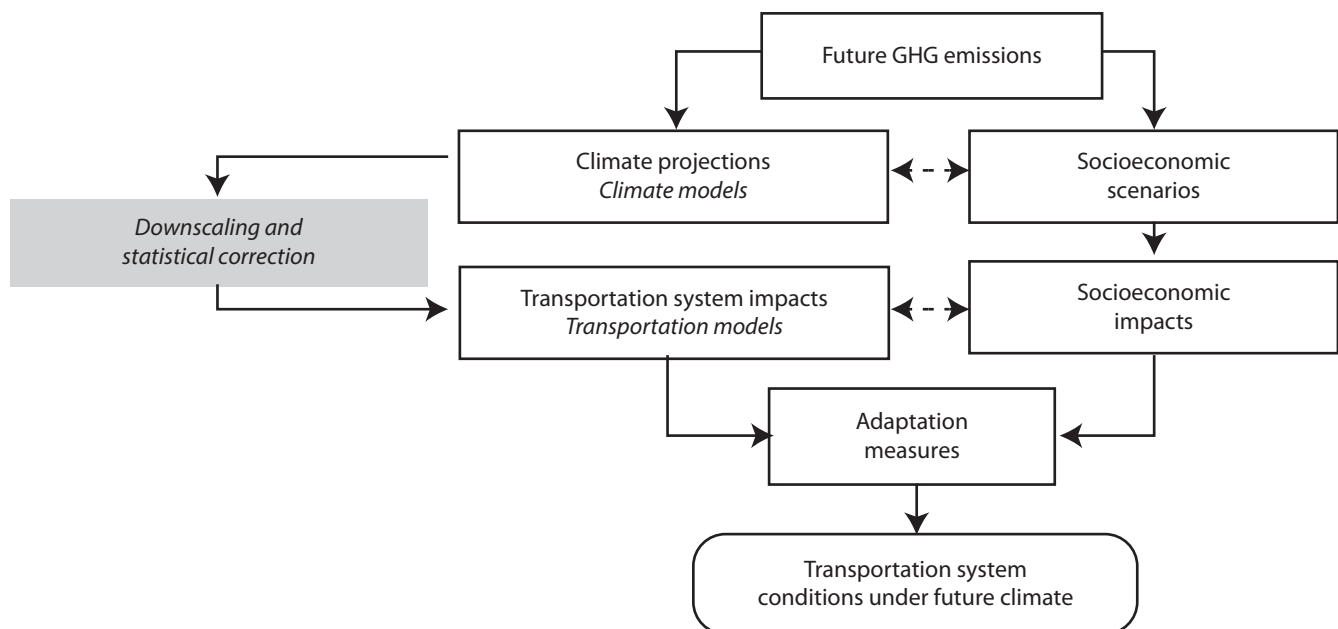 Future GHG emissions
Climate projections
Climate models
Socioeconomic
scenarios
Downscaling and
statistical correction
Transportation system impacts
Transportation models
Socioeconomic
impacts
Adaptation
measures
Transportation system
conditions under future climate